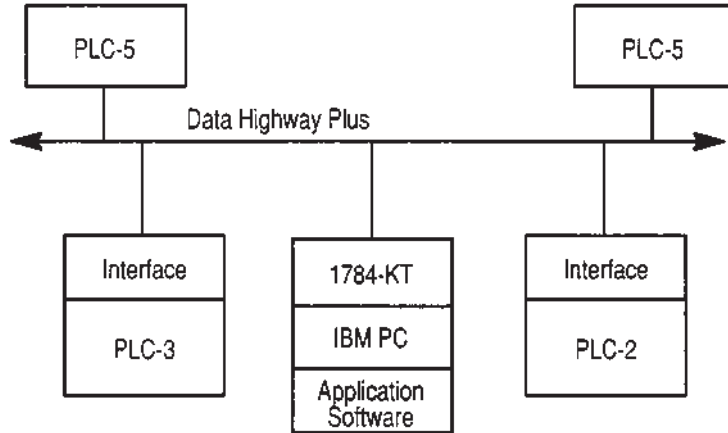 PLC-5
PLC-5
Data Highway Plus
Interface
PLC-3
1784-KT
IBM PC
Application
Software
Interface
PLC-2